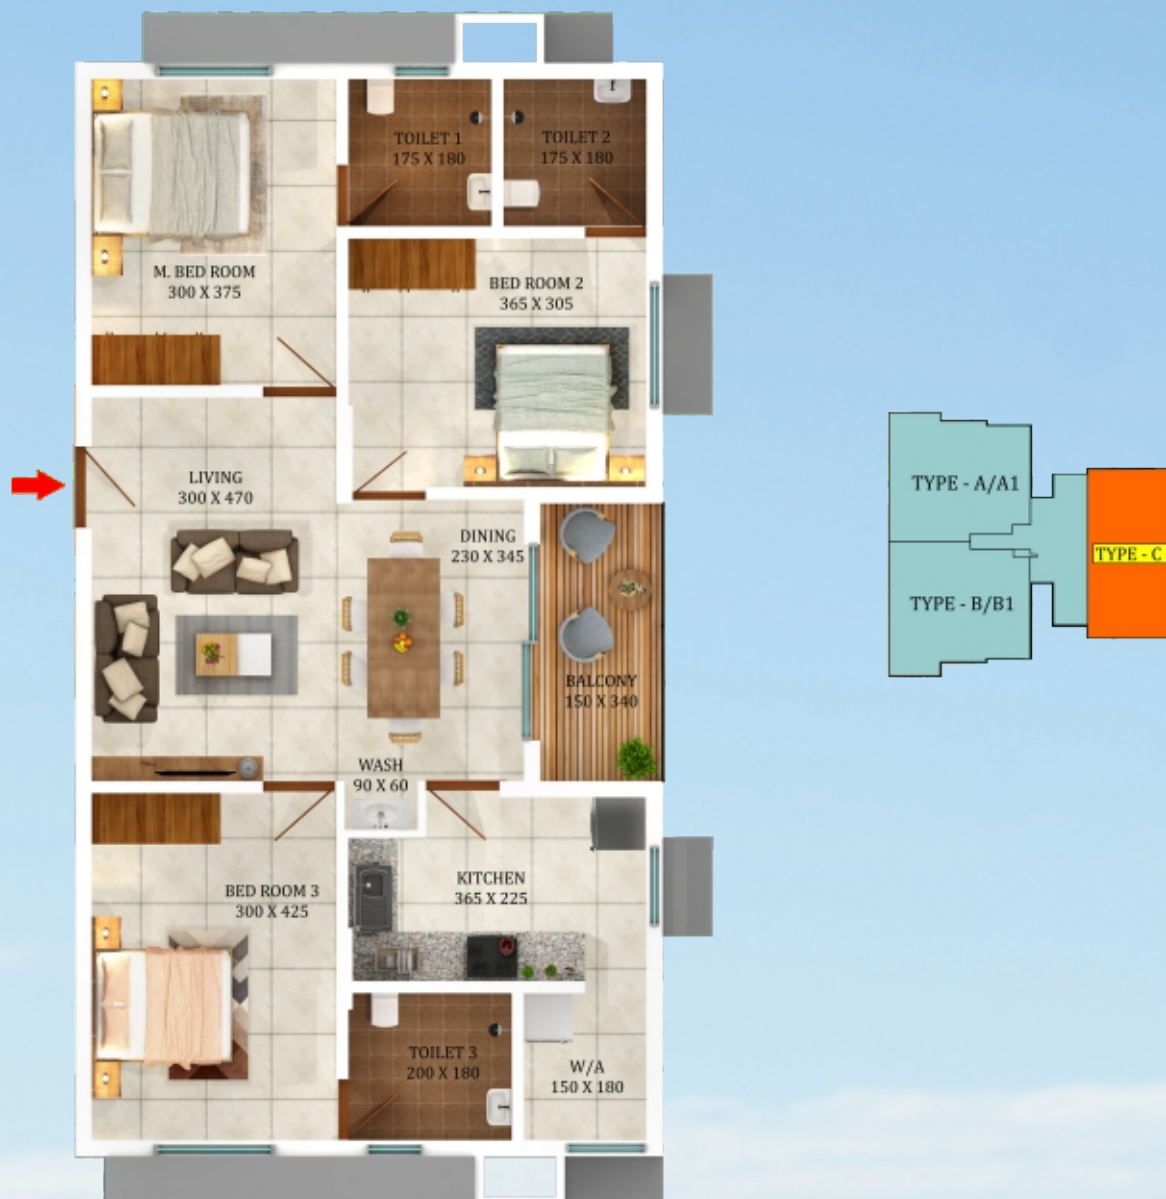 TOILET 1
175 X 180
TOILET 2
175 X 180
M. BED ROOM
300 X 375
BED ROOM 2
365 X 305
LIVING
300 X 470
DINING
230 X 345
BALCONY
150 X 340
WASH
90 X 60
BED ROOM 3
300 X 425
KITCHEN
365 X 225
TOILET 3
200 X 180
W/A
150 X 180
TYPE - A/A1
TYPE - C
TYPE - B/B1